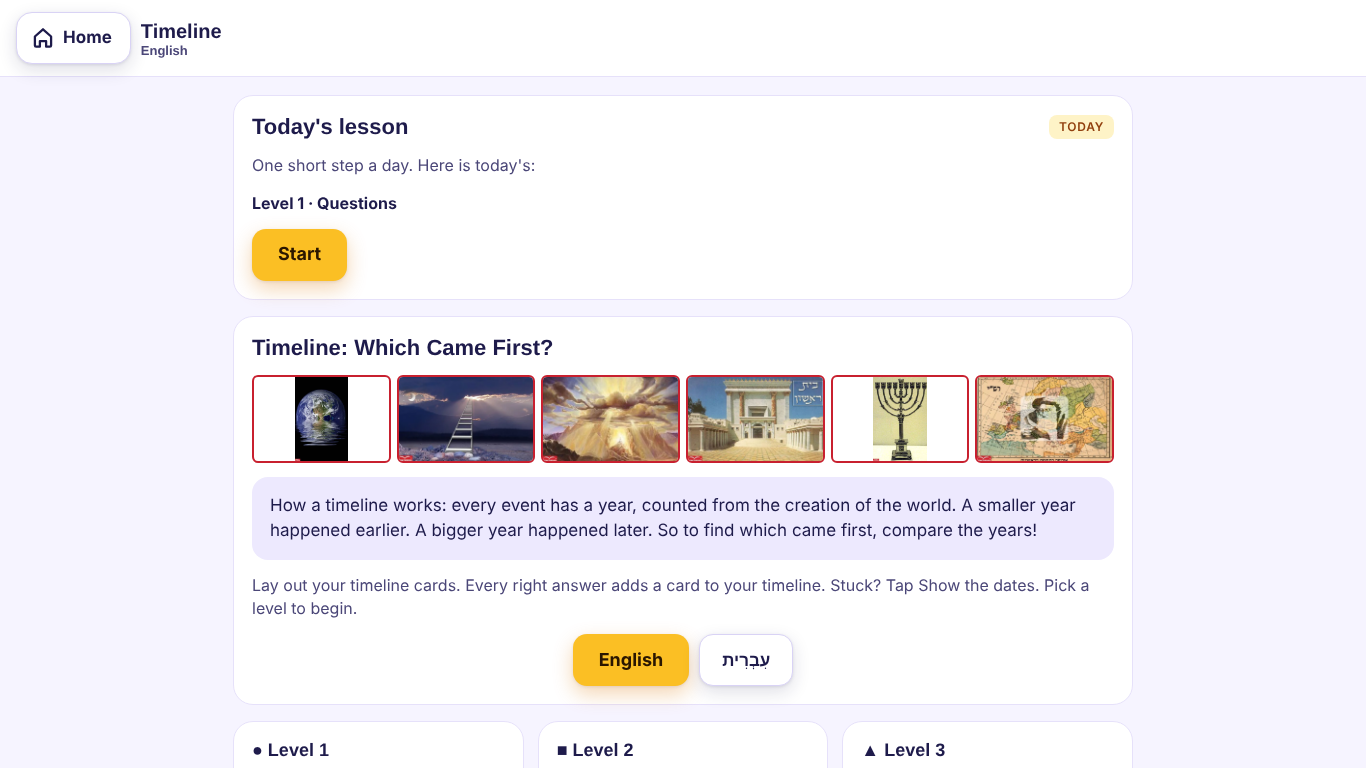 Home
Timeline
English
Today's lesson
TODAY
One short step a day. Here is today's:
Level 1 · Questions
Start
Timeline: Which Came First?
בית
ראשון
How a timeline works: every event has a year, counted from the creation of the world. A smaller year
happened earlier. A bigger year happened later. So to find which came first, compare the years!
Lay out your timeline cards. Every right answer adds a card to your timeline. Stuck? Tap Show the dates. Pick a
level to begin.
English
עִבְרִית
● Level 1
■ Level 2
▲ Level 3